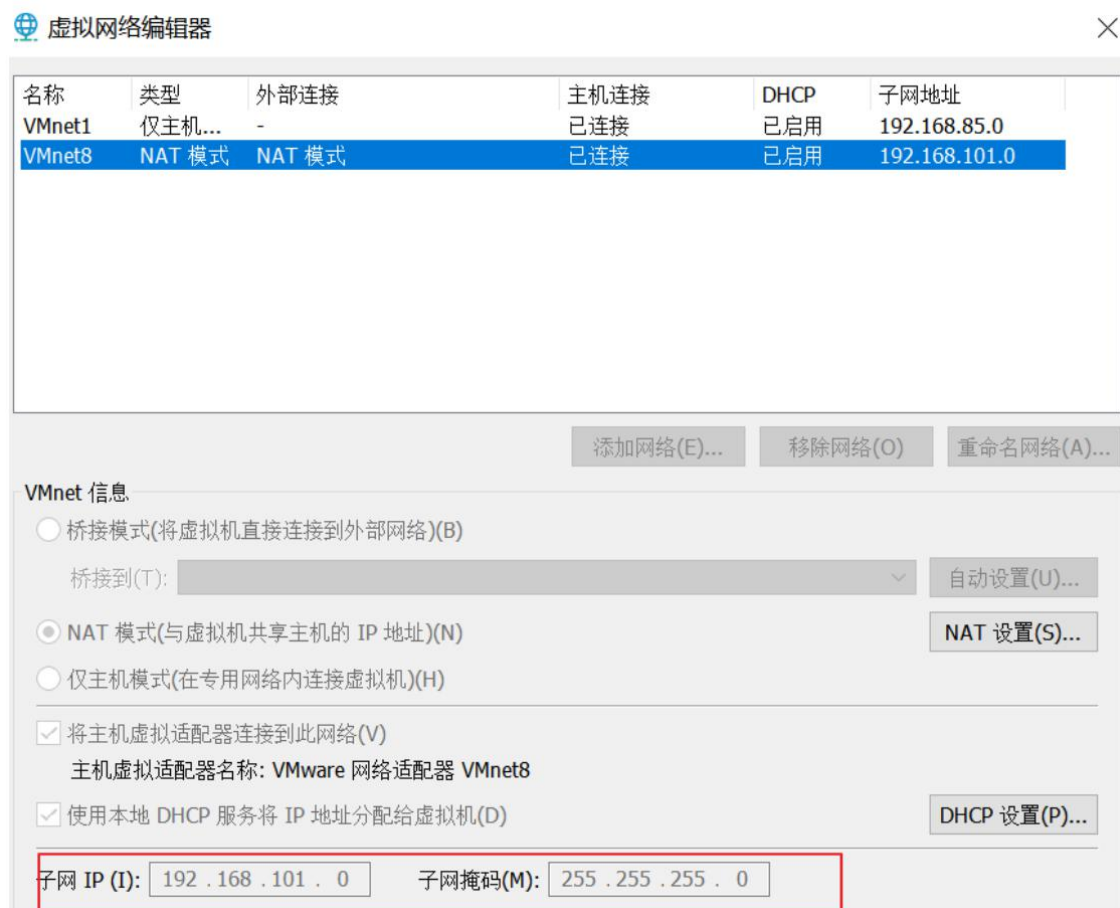 虚拟网络编辑器
名称 类型 外部连接 主机连接 DHCP 子网地址
VMnet1 仅主机... - 已连接 已启用 192.168.85.0
VMnet8 NAT 模式 NAT 模式 已连接 已启用 192.168.101.0
添加网络(E)... 移除网络(O) 重命名网络(A)...
VMnet 信息
桥接模式(将虚拟机直接连接到外部网络)(B)
桥接到(T): 自动设置(U)...
NAT 模式(与虚拟机共享主机的 IP 地址)(N) NAT 设置(S)...
仅主机模式(在专用网络内连接虚拟机)(H)
将主机虚拟适配器连接到此网络(V)
主机虚拟适配器名称: VMware 网络适配器 VMnet8
使用本地 DHCP 服务将 IP 地址分配给虚拟机(D) DHCP 设置(P)...
子网 IP (I): 192 . 168 . 101 . 0 子网掩码(M): 255 . 255 . 255 . 0